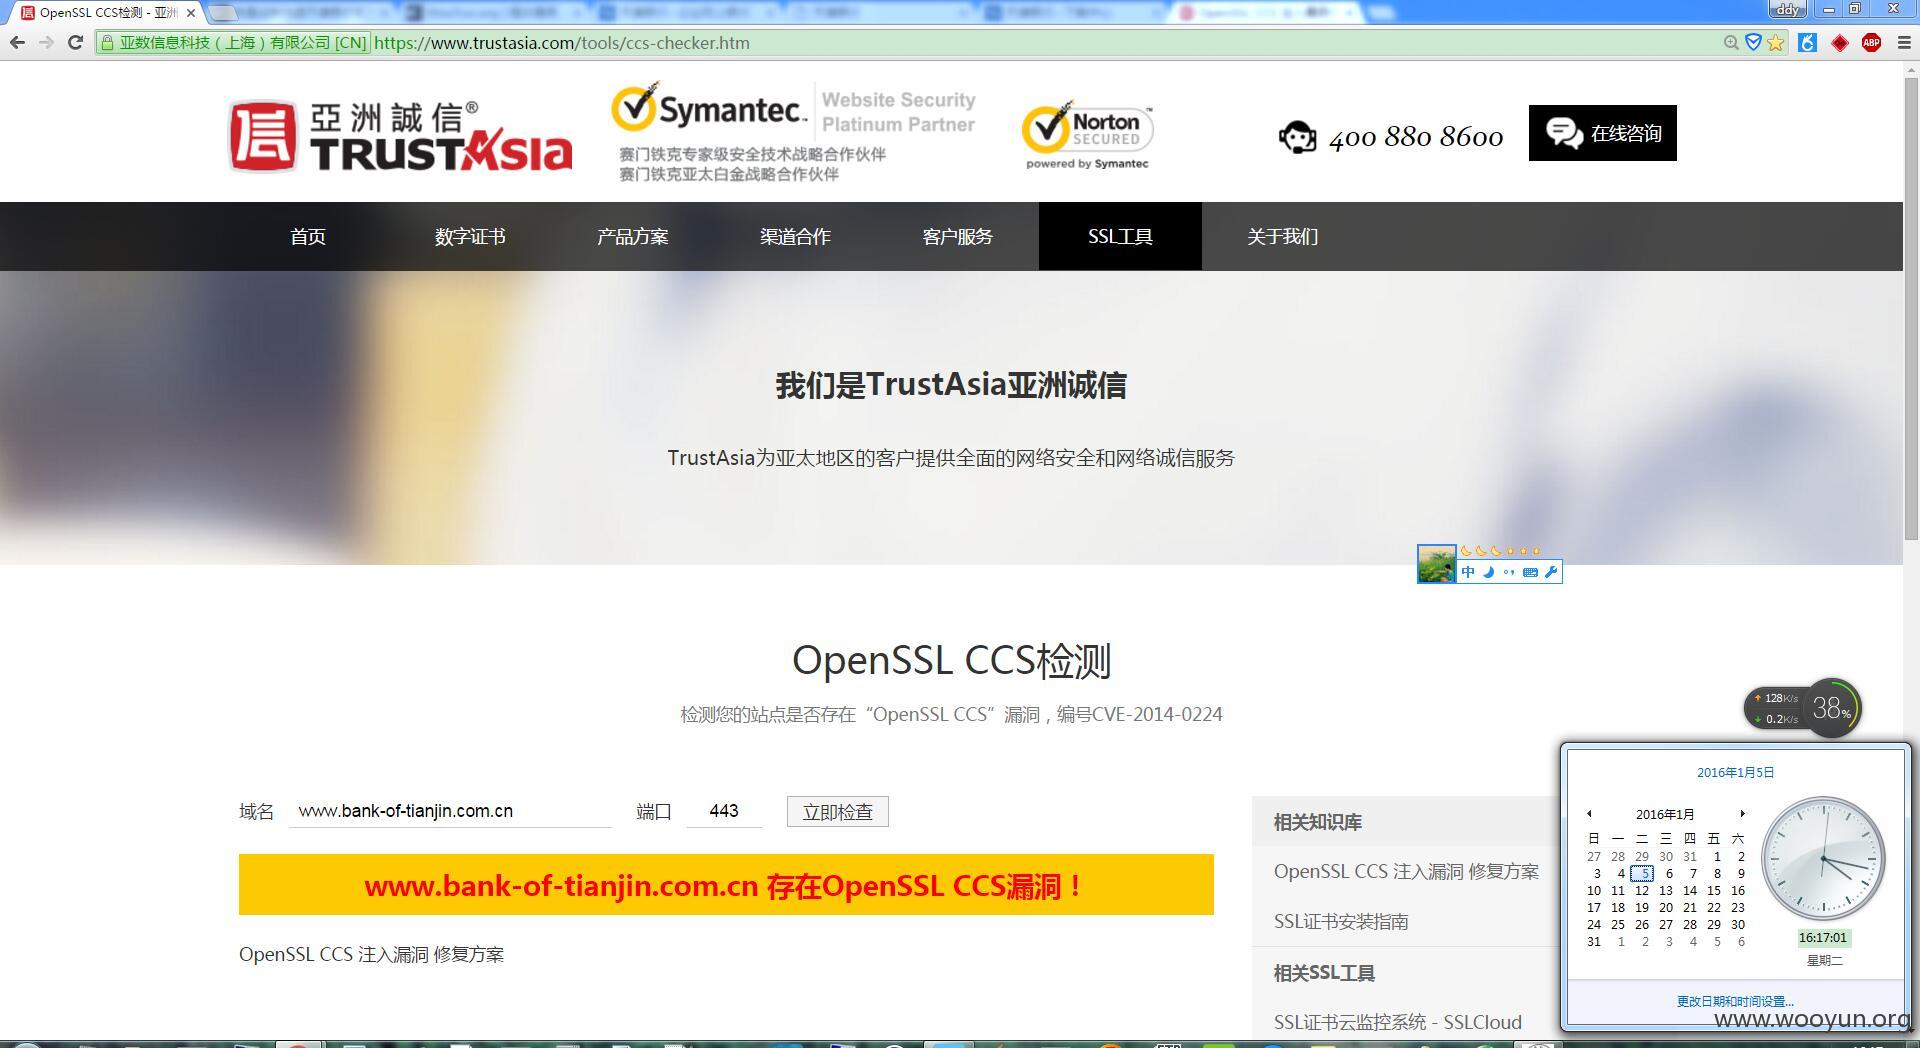 OpenSSL CCS检测 - 亚洲
ddy
亚数信息科技（上海）有限公司 [CN] https://www.trustasia.com/tools/ccs-checker.htm
ABP
信 亞洲誠信®
TRUSTAsia
Symantec.
Website Security
Platinum Partner
赛门铁克专家级安全技术战略合作伙伴
赛门铁克亚太白金战略合作伙伴
Norton™
SECURED
powered by Symantec
400 880 8600
在线咨询
首页 数字证书 产品方案 渠道合作 客户服务 SSL工具 关于我们
我们是TrustAsia亚洲诚信
TrustAsia为亚太地区的客户提供全面的网络安全和网络诚信服务
中
OpenSSL CCS检测
检测您的站点是否存在“OpenSSL CCS”漏洞，编号CVE-2014-0224
128K/s
0.2K/s
38%
域名 www.bank-of-tianjin.com.cn 端口 443 立即检查
www.bank-of-tianjin.com.cn 存在OpenSSL CCS漏洞！
OpenSSL CCS 注入漏洞 修复方案
相关知识库
OpenSSL CCS 注入漏洞 修复方案
SSL证书安装指南
相关SSL工具
SSL证书云监控系统 - SSLCloud
2016年1月5日
2016年1月
日 一 二 三 四 五 六
27 28 29 30 31 1 2
3 4 5 6 7 8 9
10 11 12 13 14 15 16
17 18 19 20 21 22 23
24 25 26 27 28 29 30
31 1 2 3 4 5 6
16:17:01
星期二
更改日期和时间设置...
www.wooyun.org